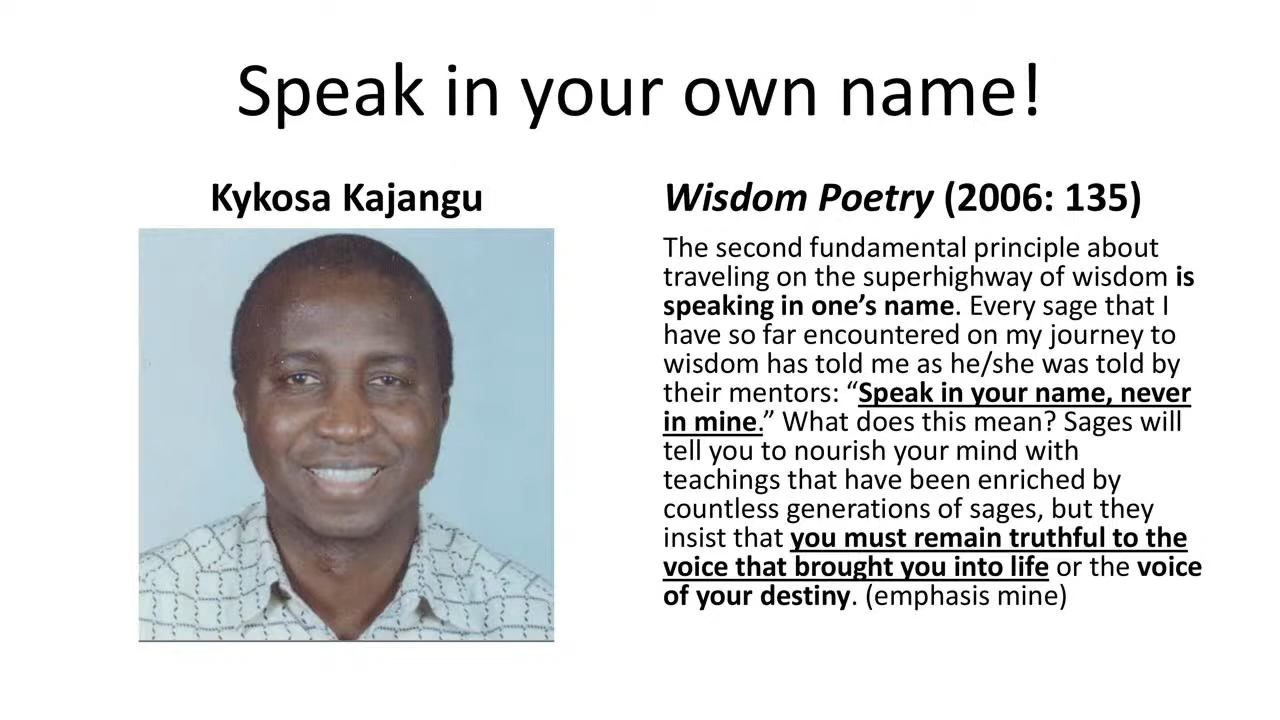 Speak in your own name!
Kykosa Kajangu
Wisdom Poetry (2006: 135)
The second fundamental principle about
traveling on the superhighway of wisdom is
speaking in one’s name. Every sage that I
have so far encountered on my journey to
wisdom has told me as he/she was told by
their mentors: “Speak in your name, never
in mine.” What does this mean? Sages will
tell you to nourish your mind with
teachings that have been enriched by
countless generations of sages, but they
insist that you must remain truthful to the
voice that brought you into life or the voice
of your destiny. (emphasis mine)